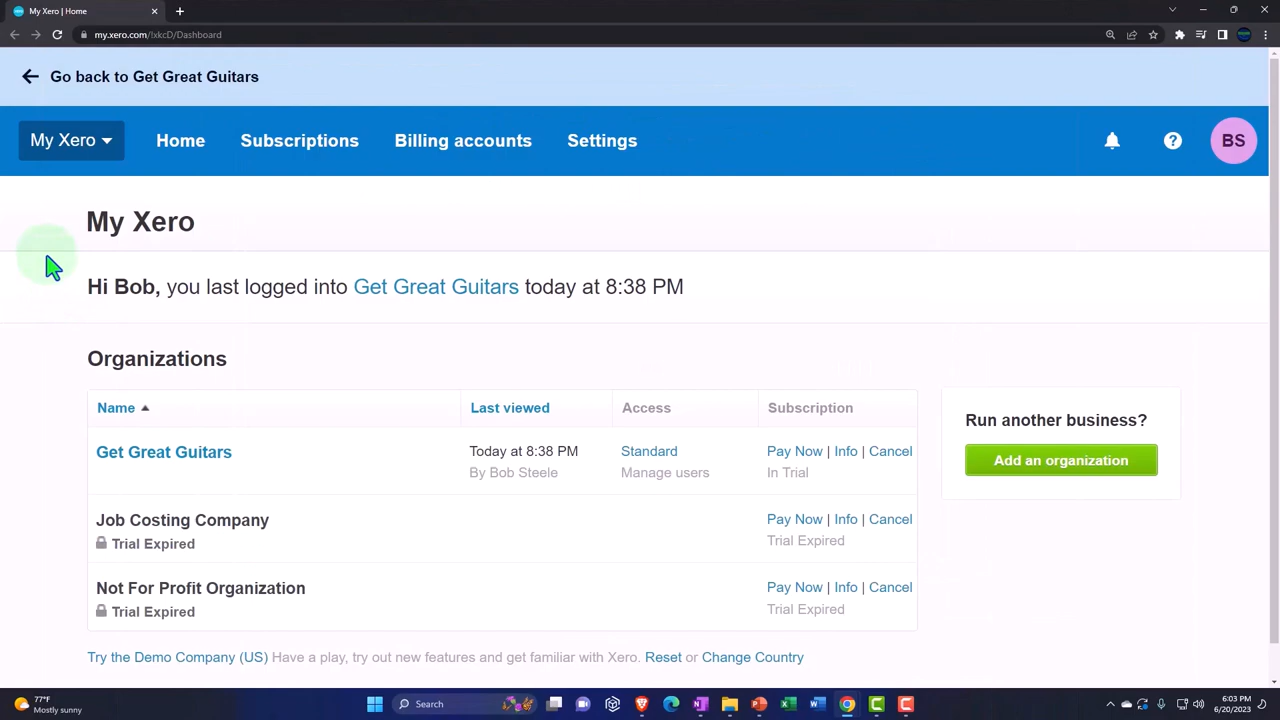 My Xero | Home
my.xero.com/!xkcD/Dashboard
Go back to Get Great Guitars
My Xero
Home
Subscriptions
Billing accounts
Settings
BS
My Xero
Hi Bob, you last logged into Get Great Guitars today at 8:38 PM
Organizations
Name
Last viewed
Access
Subscription
Get Great Guitars
Today at 8:38 PM
By Bob Steele
Standard
Manage users
Pay Now | Info | Cancel
In Trial
Job Costing Company
Trial Expired
Pay Now | Info | Cancel
Trial Expired
Not For Profit Organization
Trial Expired
Pay Now | Info | Cancel
Trial Expired
Run another business?
Add an organization
Try the Demo Company (US) Have a play, try out new features and get familiar with Xero. Reset or Change Country
77°F
Mostly sunny
Search
6:03 PM
6/20/2023